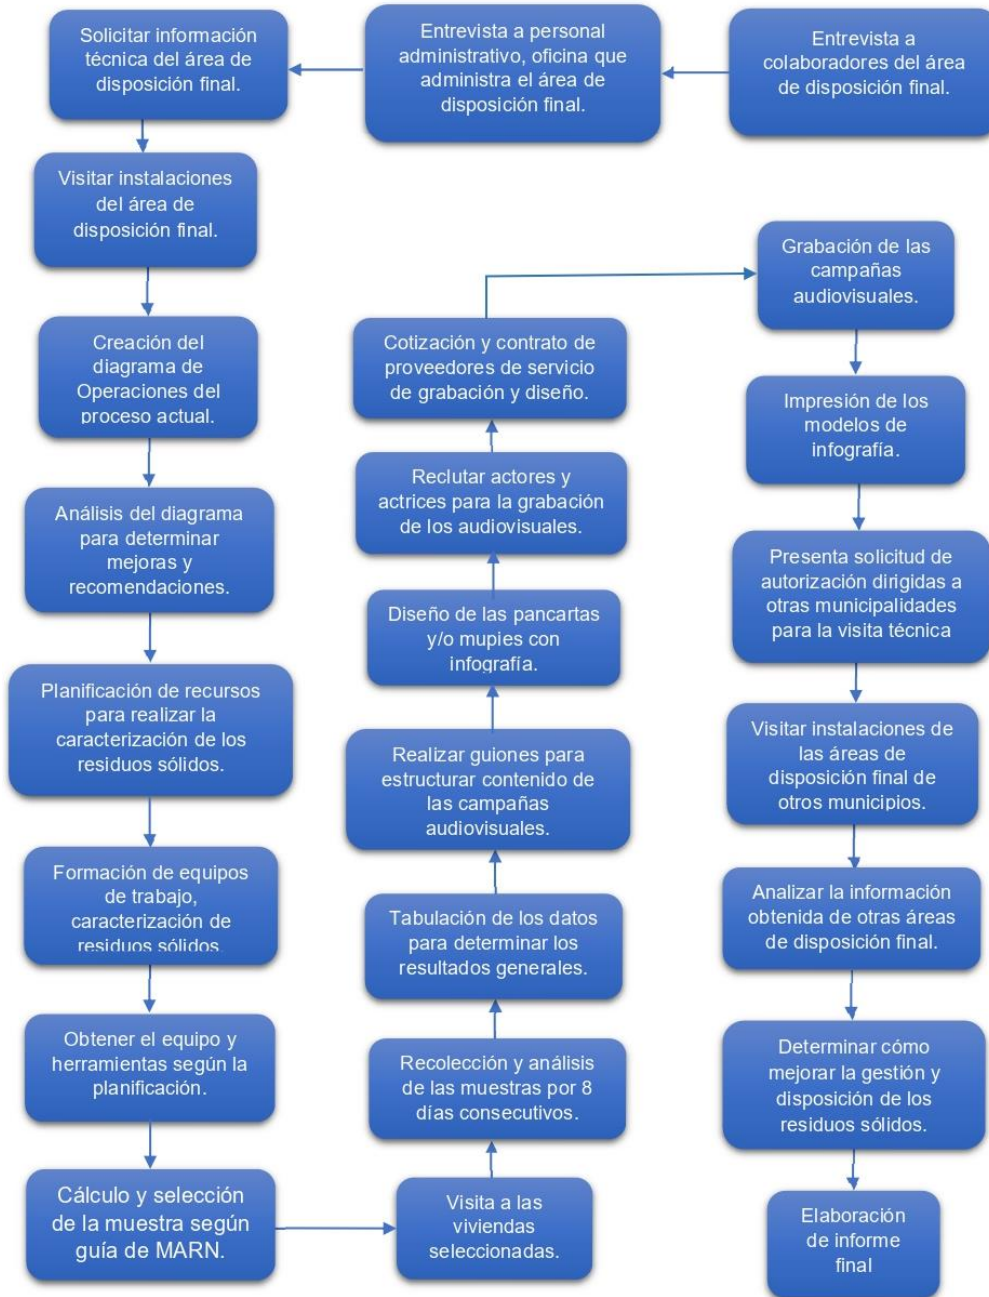 Entrevista a
colaboradores del área
de disposición final.
Entrevista a personal
administrativo, oficina que
administra el área de
disposición final.
Solicitar información
técnica del área de
disposición final.
Visitar instalaciones
del área de
disposición final.
Creación del
diagrama de
Operaciones del
proceso actual.
Análisis del diagrama
para determinar
mejoras y
recomendaciones.
Planificación de recursos
para realizar la
caracterización de los
residuos sólidos.
Formación de equipos
de trabajo,
caracterización de
residuos sólidos.
Obtener el equipo y
herramientas según la
planificación.
Cálculo y selección
de la muestra según
guía de MARN.
Visita a las
viviendas
seleccionadas.
Recolección y análisis
de las muestras por 8
días consecutivos.
Tabulación de los datos
para determinar los
resultados generales.
Realizar guiones para
estructurar contenido de
las campañas
audiovisuales.
Diseño de las pancartas
y/o mupies con
infografía.
Reclutar actores y
actrices para la grabación
de los audiovisuales.
Cotización y contrato de
proveedores de servicio
de grabación y diseño.
Grabación de las
campañas
audiovisuales.
Impresión de los
modelos de
infografía.
Presenta solicitud de
autorización dirigidas a
otras municipalidades
para la visita técnica
Visitar instalaciones de
las áreas de
disposición final de
otros municipios.
Analizar la información
obtenida de otras áreas
de disposición final.
Determinar cómo
mejorar la gestión y
disposición de los
residuos sólidos.
Elaboración
de informe
final